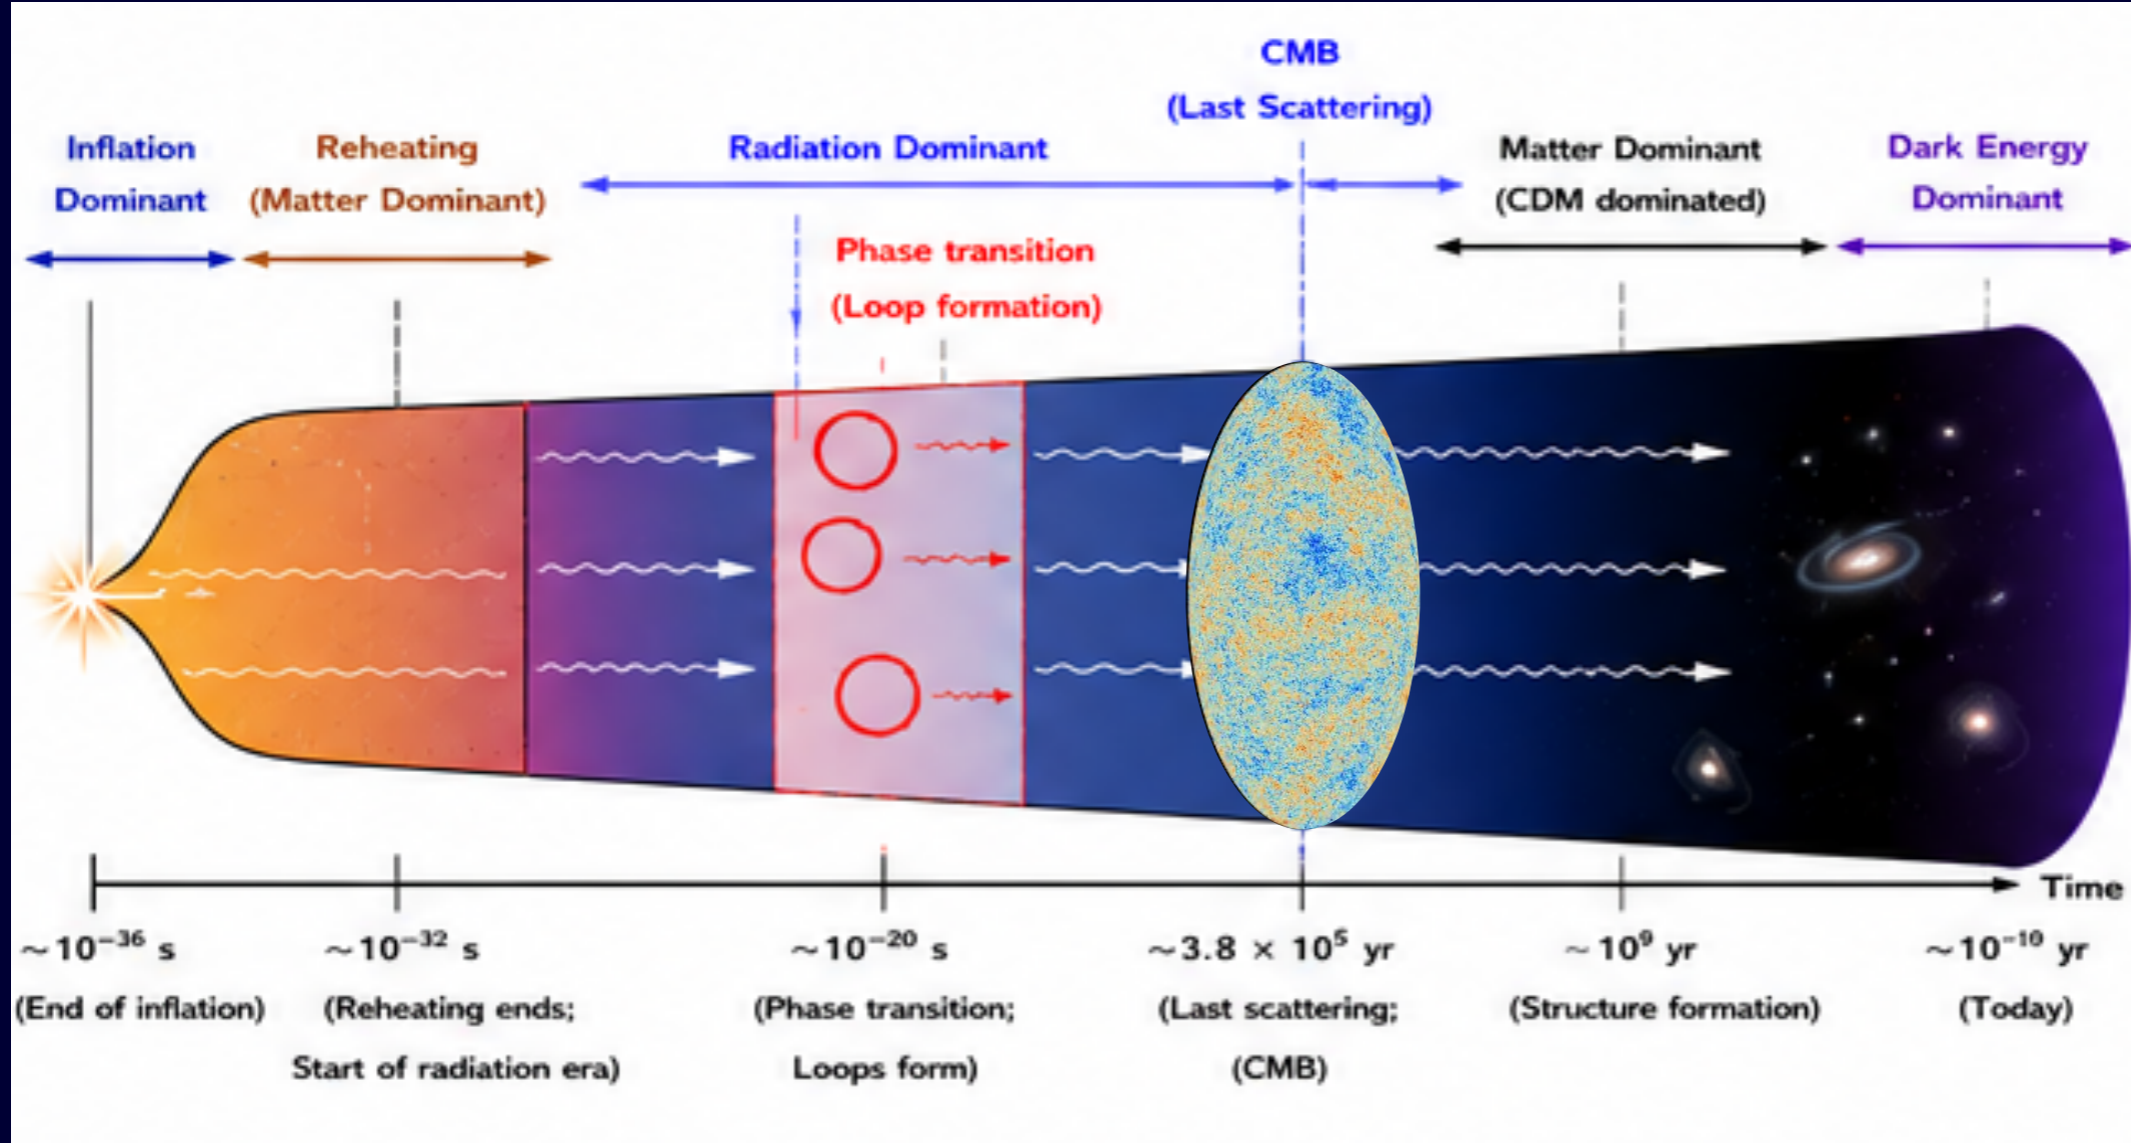 CMB
(Last Scattering)
Inflation
Dominant
Reheating
(Matter Dominant)
Radiation Dominant
Matter Dominant
(CDM dominated)
Dark Energy
Dominant
Phase transition
(Loop formation)
Time
~10⁻³⁶ s
(End of inflation)
~10⁻³² s
(Reheating ends;
Start of radiation era)
~10⁻²⁰ s
(Phase transition;
Loops form)
~3.8 × 10⁵ yr
(Last scattering;
(CMB)
~10⁹ yr
(Structure formation)
~10⁻¹⁰ yr
(Today)